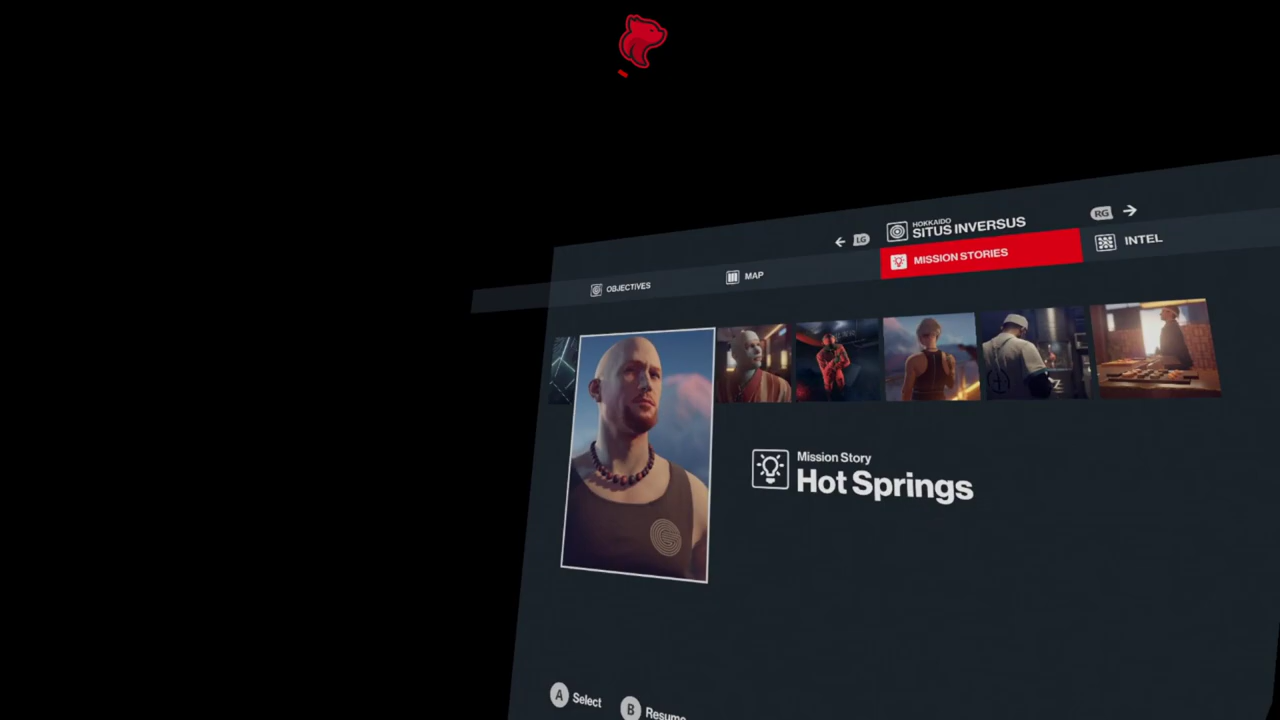 HOKKAIDO
SITUS INVERSUS
LG
RG
OBJECTIVES
MAP
MISSION STORIES
INTEL
Mission Story
Hot Springs
A Select
B Resume